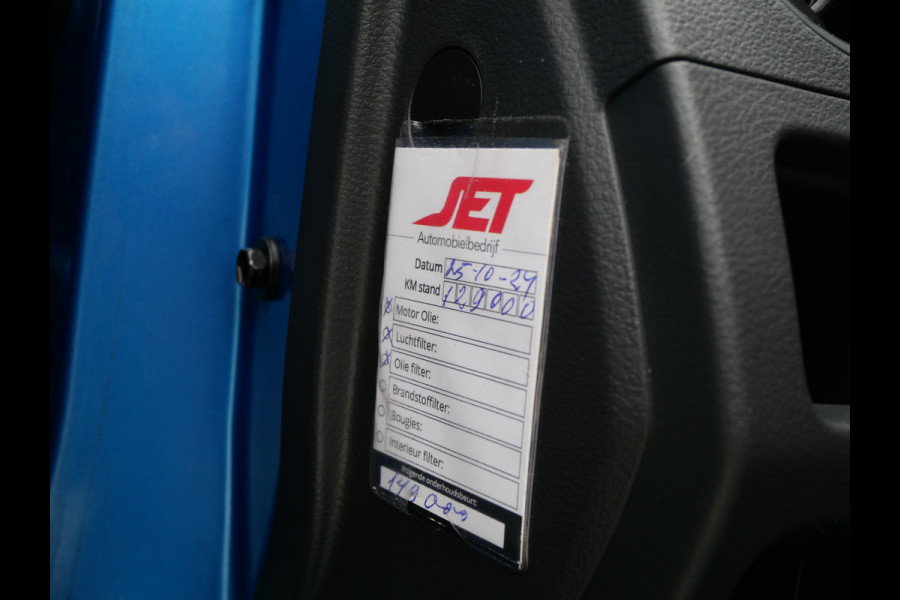 JET
Automobielbedrijf
Datum 25-10-24
KM stand 129000
Motor Olie:
Luchtfilter:
Olie filter:
Brandstoffilter:
Bougies:
Interieur filter:
Volgende onderhoudsbeurt:
149000